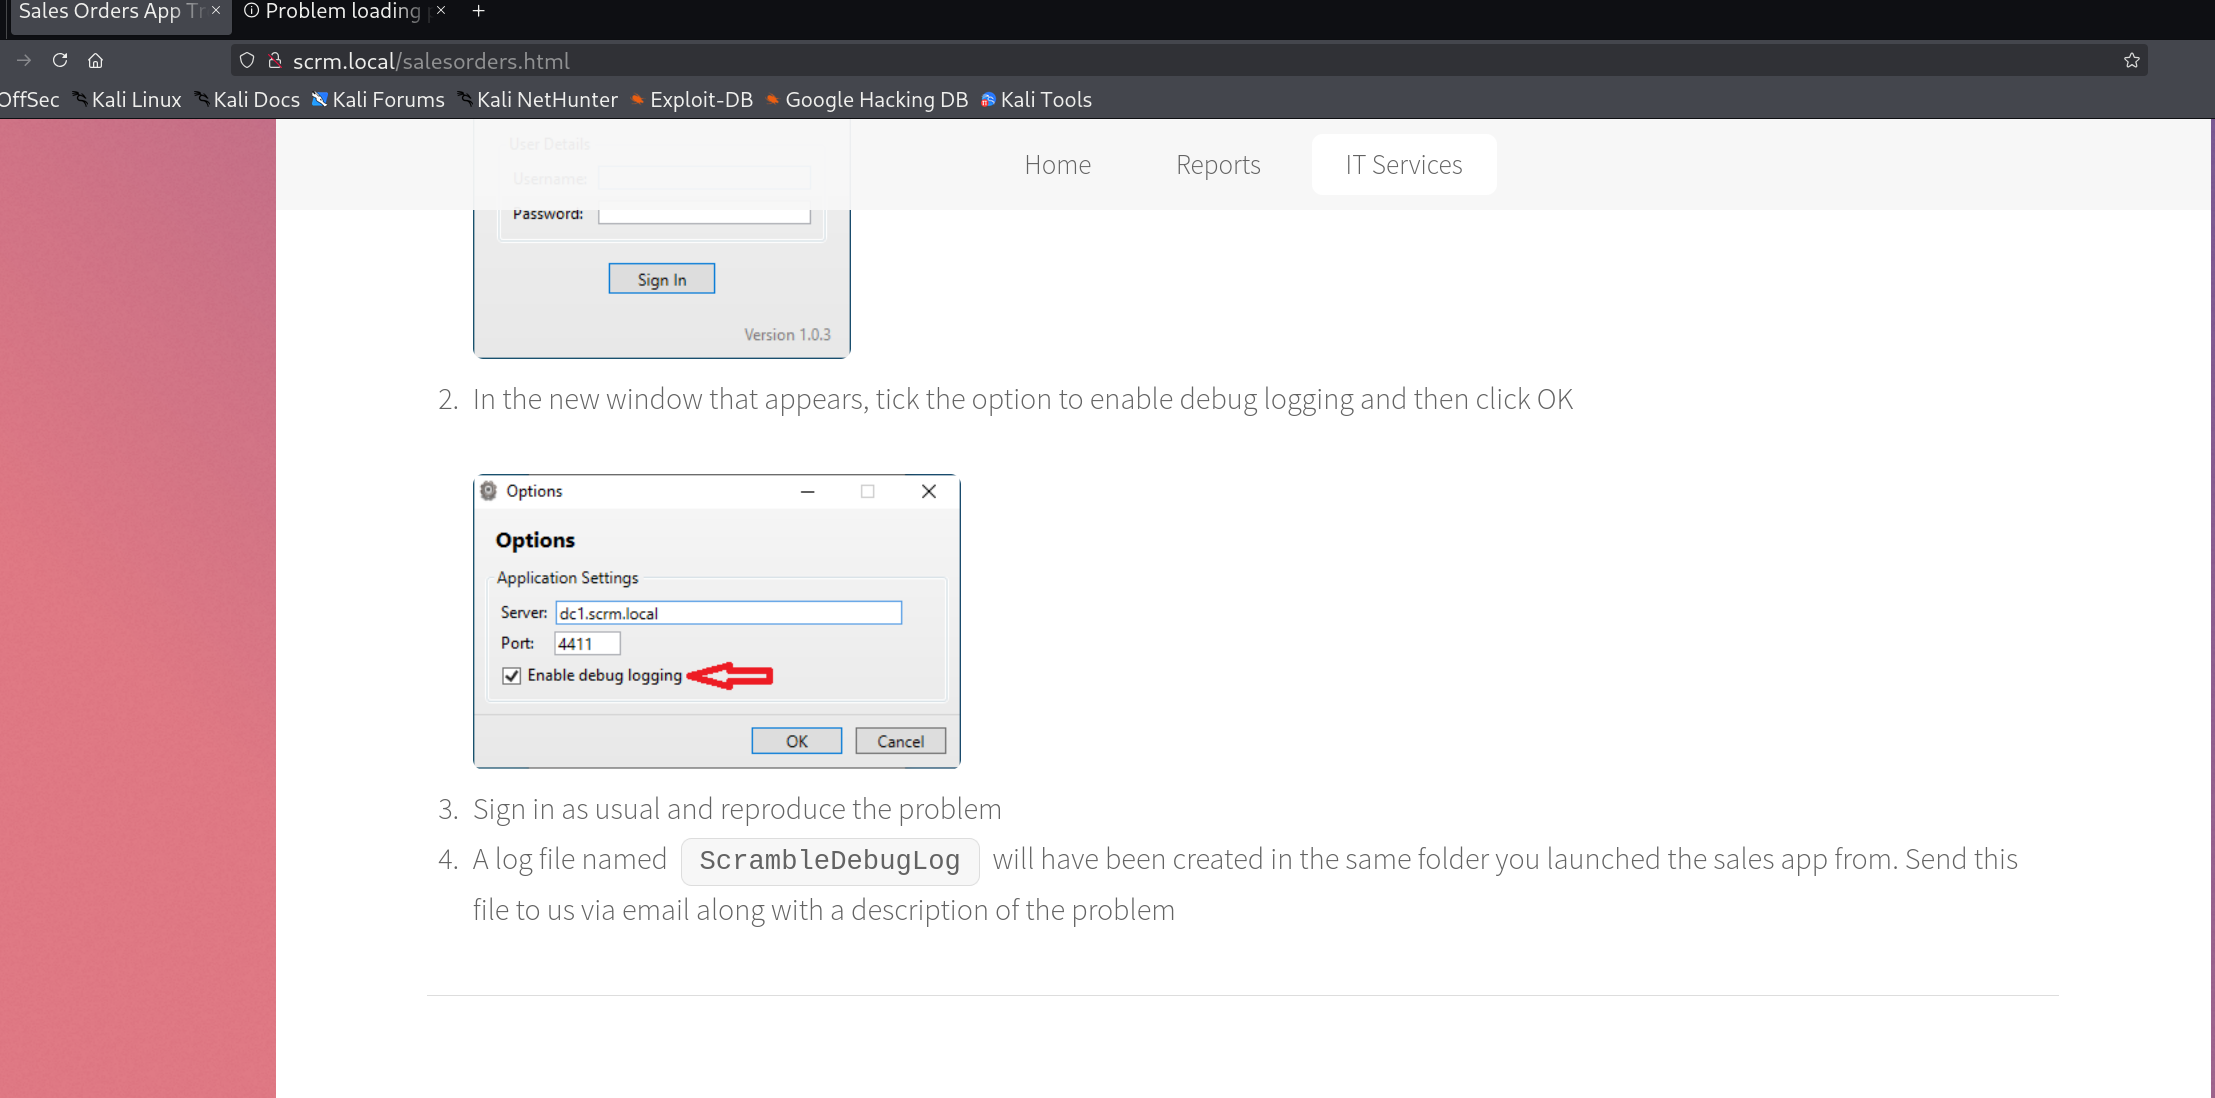 Sales Orders App Tr
Problem loading p
scrm.local/salesorders.html
OffSec Kali Linux Kali Docs Kali Forums Kali NetHunter Exploit-DB Google Hacking DB Kali Tools
Home Reports IT Services
User Details
Username:
Password:
Sign In
Version 1.0.3
2. In the new window that appears, tick the option to enable debug logging and then click OK
Options
Options
Application Settings
Server: dc1.scrm.local
Port: 4411
Enable debug logging
OK Cancel
3. Sign in as usual and reproduce the problem
4. A log file named ScrambleDebugLog will have been created in the same folder you launched the sales app from. Send this
file to us via email along with a description of the problem